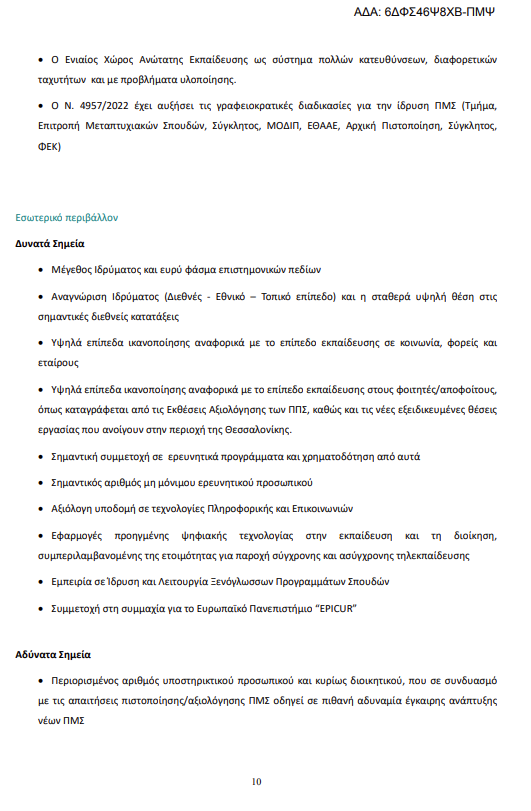 ΑΔΑ: 6ΔΦΣ46Ψ8ΧΒ-ΠΜΨ
• Ο Ενιαίος Χώρος Ανώτατης Εκπαίδευσης ως σύστημα πολλών κατευθύνσεων, διαφορετικών
ταχυτήτων και με προβλήματα υλοποίησης.
• Ο Ν. 4957/2022 έχει αυξήσει τις γραφειοκρατικές διαδικασίες για την ίδρυση ΠΜΣ (Τμήμα,
Επιτροπή Μεταπτυχιακών Σπουδών, Σύγκλητος, ΜΟΔΙΠ, ΕΘΑΑΕ, Αρχική Πιστοποίηση, Σύγκλητος,
ΦΕΚ)
Εσωτερικό περιβάλλον
Δυνατά Σημεία
• Μέγεθος Ιδρύματος και ευρύ φάσμα επιστημονικών πεδίων
• Αναγνώριση Ιδρύματος (Διεθνές - Εθνικό – Τοπικό επίπεδο) και η σταθερά υψηλή θέση στις
σημαντικές διεθνείς κατατάξεις
• Υψηλά επίπεδα ικανοποίησης αναφορικά με το επίπεδο εκπαίδευσης σε κοινωνία, φορείς και
εταίρους
• Υψηλά επίπεδα ικανοποίησης αναφορικά με το επίπεδο εκπαίδευσης στους φοιτητές/αποφοίτους,
όπως καταγράφεται από τις Εκθέσεις Αξιολόγησης των ΠΠΣ, καθώς και τις νέες εξειδικευμένες θέσεις
εργασίας που ανοίγουν στην περιοχή της Θεσσαλονίκης.
• Σημαντική συμμετοχή σε ερευνητικά προγράμματα και χρηματοδότηση από αυτά
• Σημαντικός αριθμός μη μόνιμου ερευνητικού προσωπικού
• Αξιόλογη υποδομή σε τεχνολογίες Πληροφορικής και Επικοινωνιών
• Εφαρμογές προηγμένης ψηφιακής τεχνολογίας στην εκπαίδευση και τη διοίκηση,
συμπεριλαμβανομένης της ετοιμότητας για παροχή σύγχρονης και ασύγχρονης τηλεκπαίδευσης
• Εμπειρία σε Ίδρυση και Λειτουργία Ξενόγλωσσων Προγραμμάτων Σπουδών
• Συμμετοχή στη συμμαχία για το Ευρωπαϊκό Πανεπιστήμιο “EPICUR”
Αδύνατα Σημεία
• Περιορισμένος αριθμός υποστηρικτικού προσωπικού και κυρίως διοικητικού, που σε συνδυασμό
με τις απαιτήσεις πιστοποίησης/αξιολόγησης ΠΜΣ οδηγεί σε πιθανή αδυναμία έγκαιρης ανάπτυξης
νέων ΠΜΣ
10